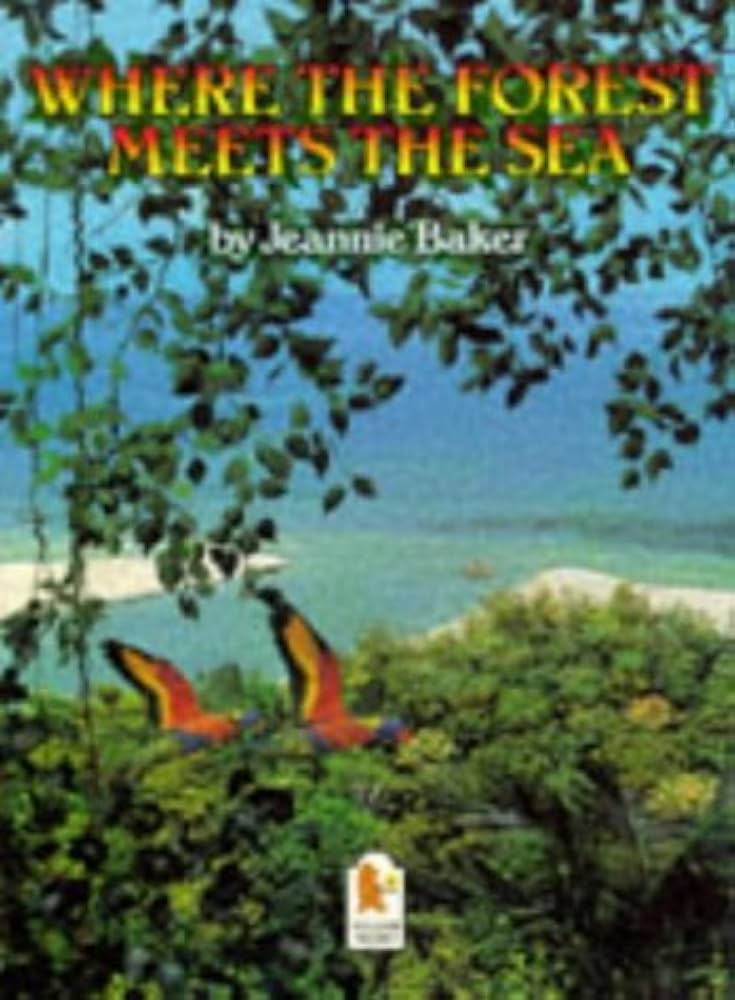 WHERE THE FOREST
MEETS THE SEA
by Jeannie Baker